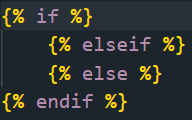 {% if %}
{% elseif %}
{% else %}
{% endif %}